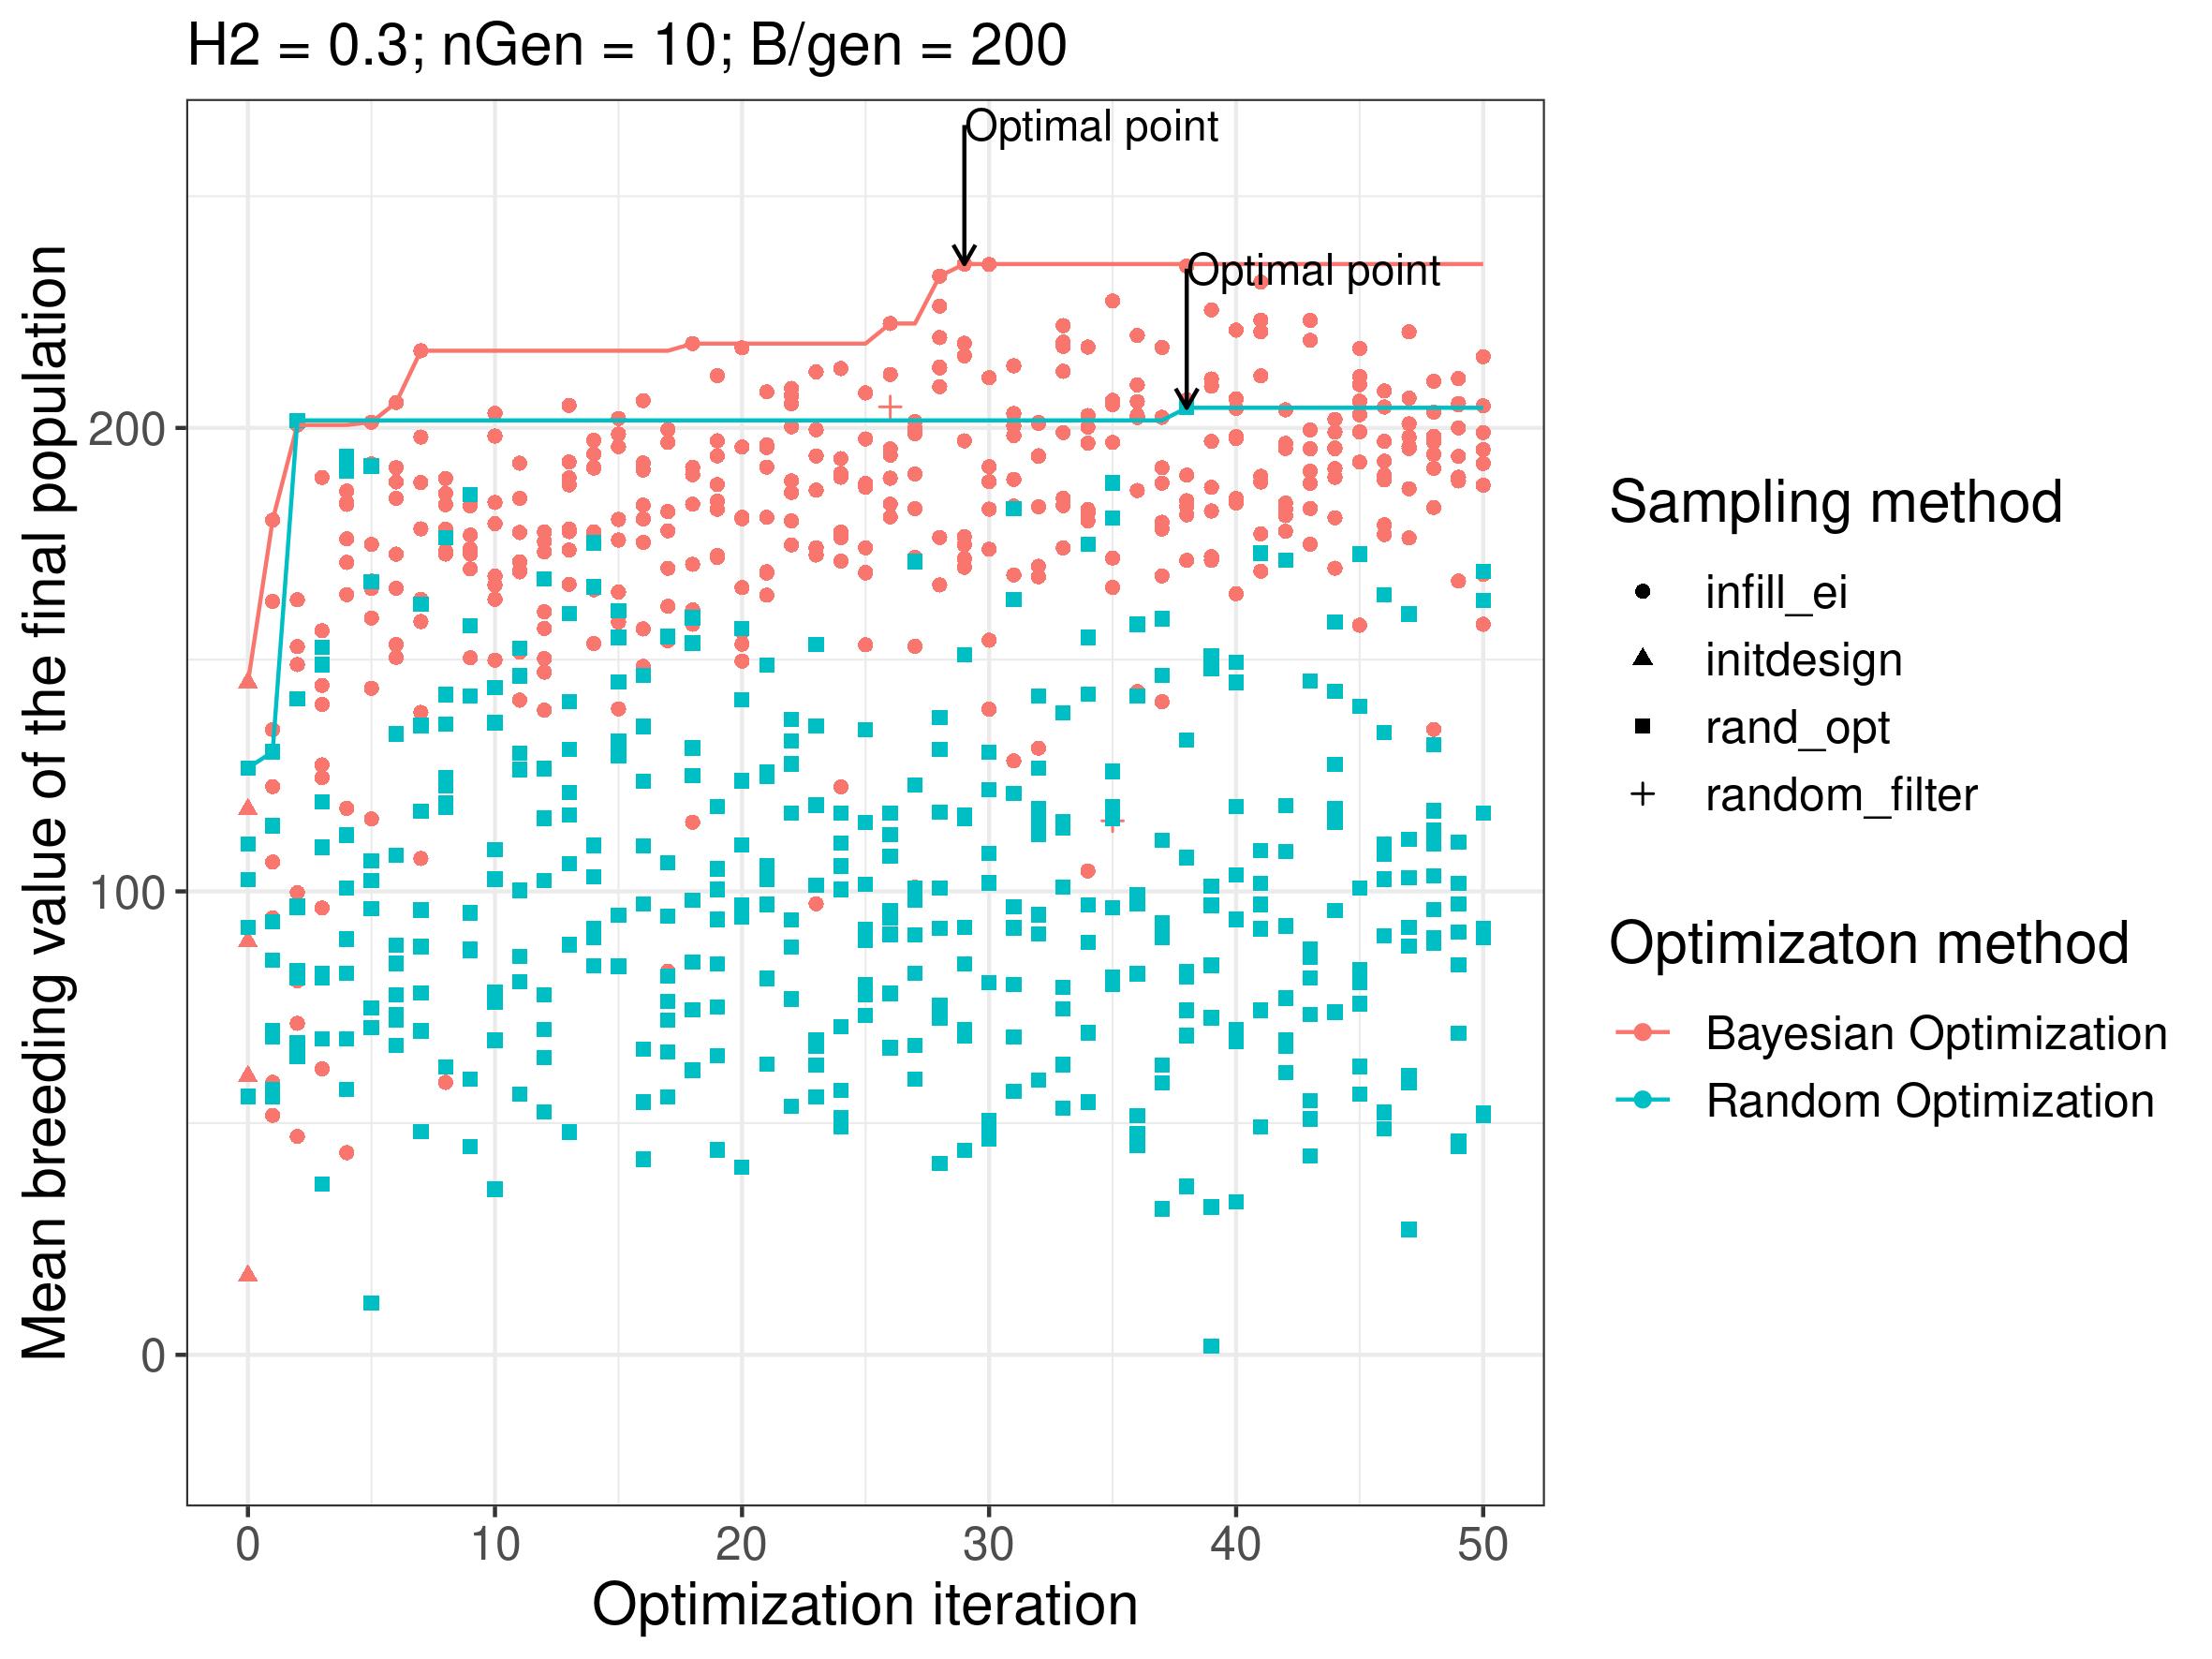 H2 = 0.3; nGen = 10; B/gen = 200
Optimal point
Optimal point
Mean breeding value of the final population
200
100
0
0
10
20
30
40
50
Optimization iteration
Sampling method
infill_ei
initdesign
rand_opt
random_filter
Optimizaton method
Bayesian Optimization
Random Optimization